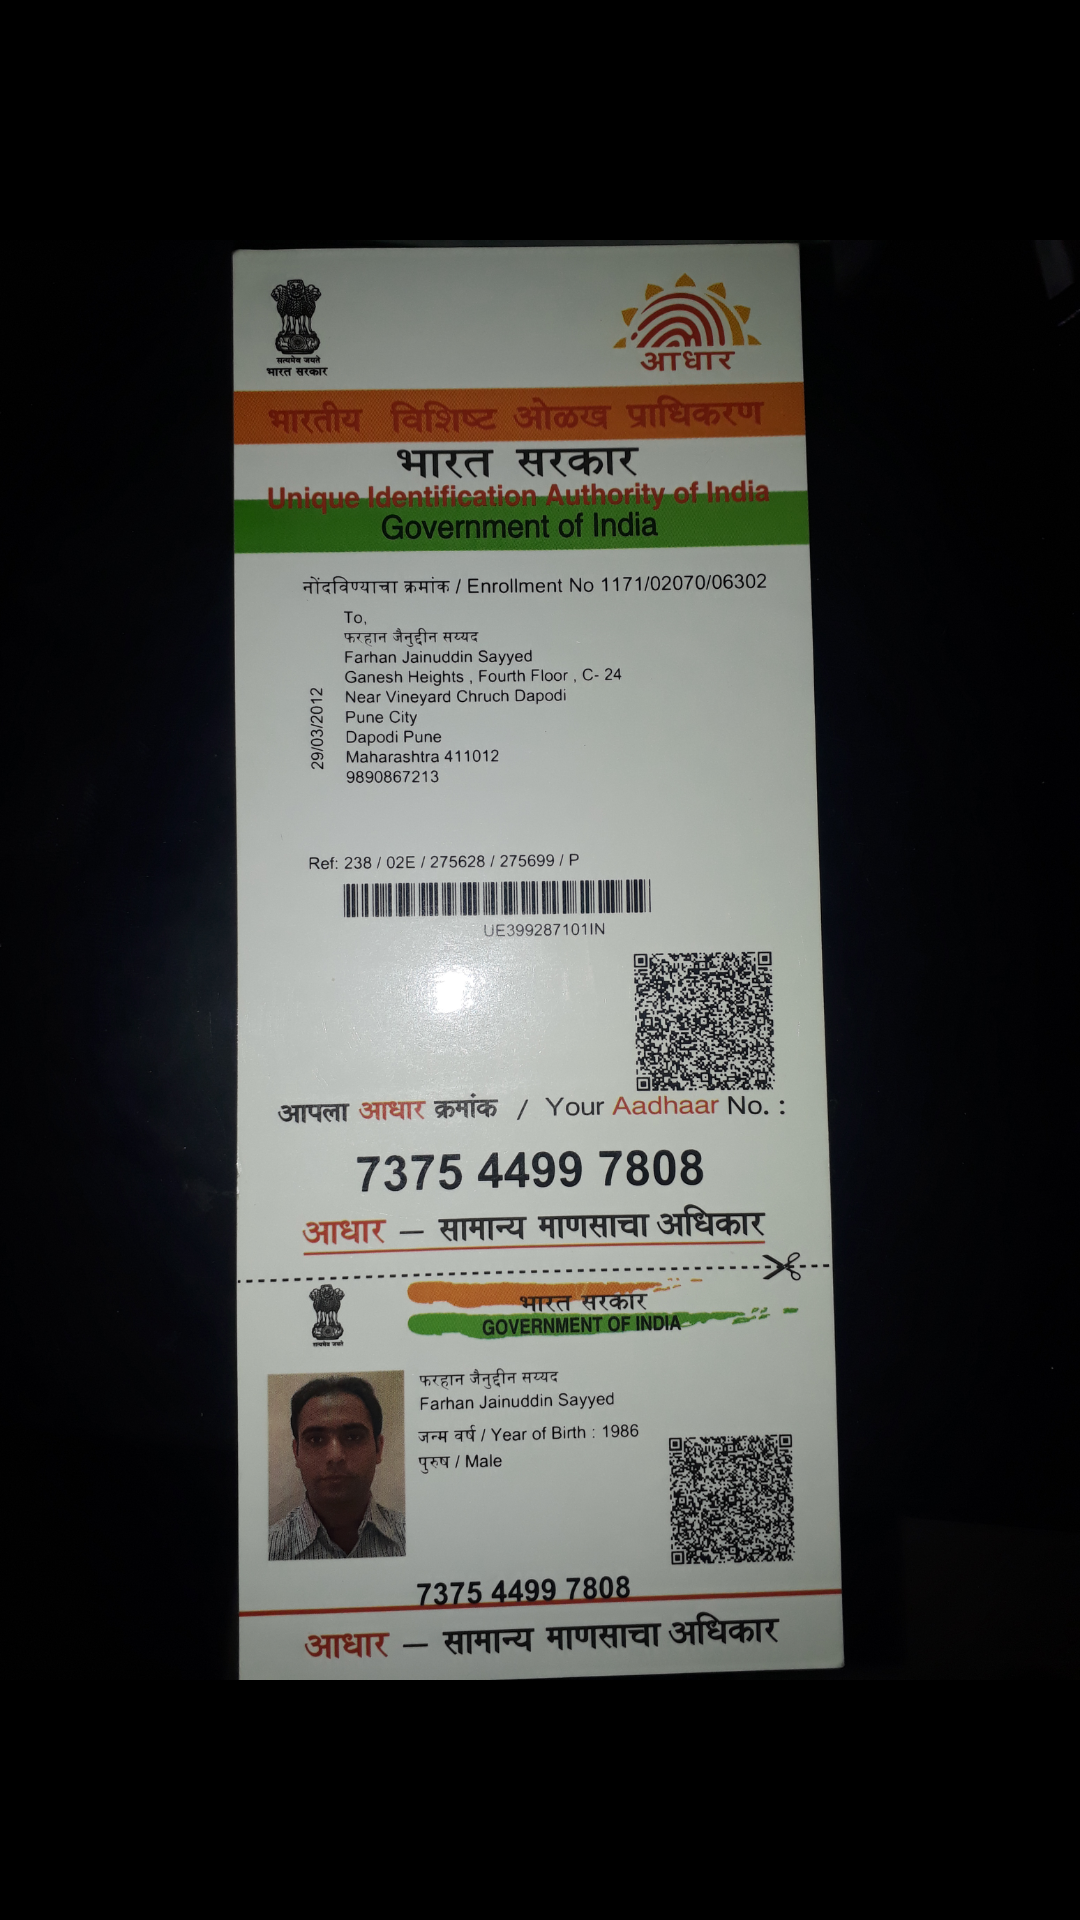 सत्यमेव जयते
भारत सरकार
आधार
भारतीय विशिष्ट ओळख प्राधिकरण
भारत सरकार
Unique Identification Authority of India
Government of India
नोंदविण्याचा क्रमांक / Enrollment No 1171/02070/06302
To,
फरहान जैनुद्दीन सय्यद
Farhan Jainuddin Sayyed
Ganesh Heights , Fourth Floor , C- 24
Near Vineyard Chruch Dapodi
Pune City
Dapodi Pune
Maharashtra 411012
9890867213
29/03/2012
Ref: 238 / 02E / 275628 / 275699 / P
UE399287101IN
आपला आधार क्रमांक / Your Aadhaar No. :
7375 4499 7808
आधार – सामान्य माणसाचा अधिकार
सत्यमेव जयते
भारत सरकार
GOVERNMENT OF INDIA
फरहान जैनुद्दीन सय्यद
Farhan Jainuddin Sayyed
जन्म वर्ष / Year of Birth : 1986
पुरुष / Male
7375 4499 7808
आधार – सामान्य माणसाचा अधिकार